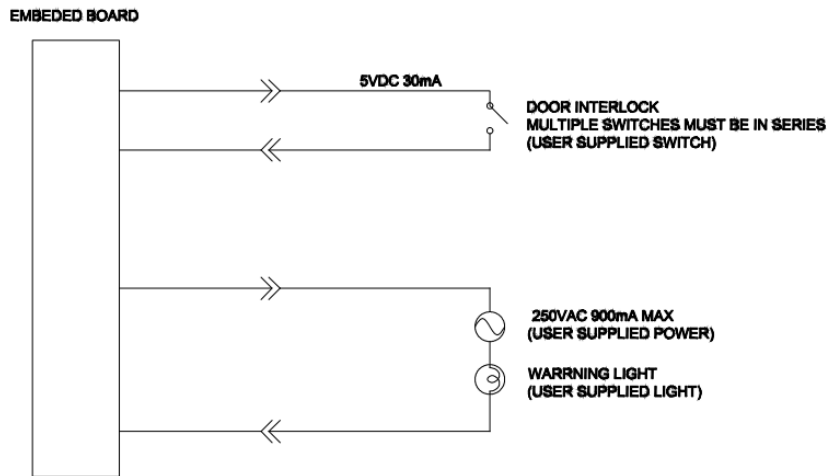 EMBEDED BOARD
5VDC 30mA
DOOR INTERLOCK
MULTIPLE SWITCHES MUST BE IN SERIES
(USER SUPPLIED SWITCH)
250VAC 900mA MAX
(USER SUPPLIED POWER)
WARRNING LIGHT
(USER SUPPLIED LIGHT)